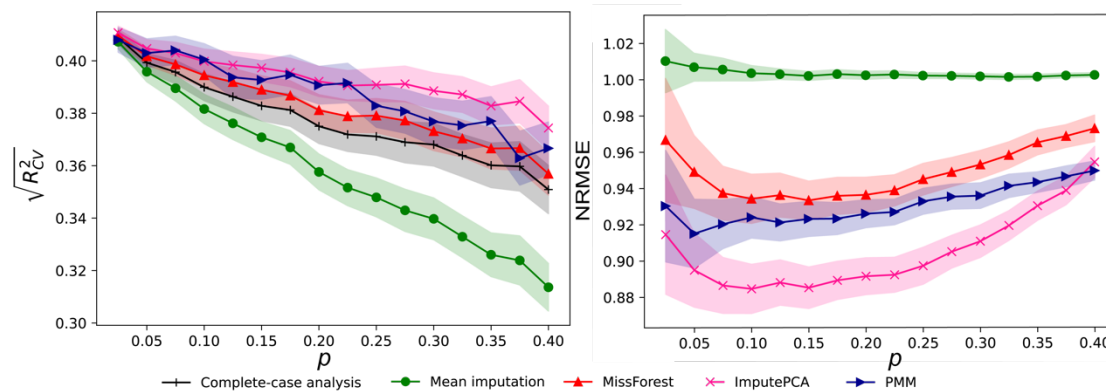 √R²CV
0.40
0.38
0.36
0.34
0.32
0.30
0.05 0.10 0.15 0.20 0.25 0.30 0.35 0.40
p
NRMSE
1.02
1.00
0.98
0.96
0.94
0.92
0.90
0.88
0.05 0.10 0.15 0.20 0.25 0.30 0.35 0.40
p
Complete-case analysis Mean imputation MissForest ImputePCA PMM